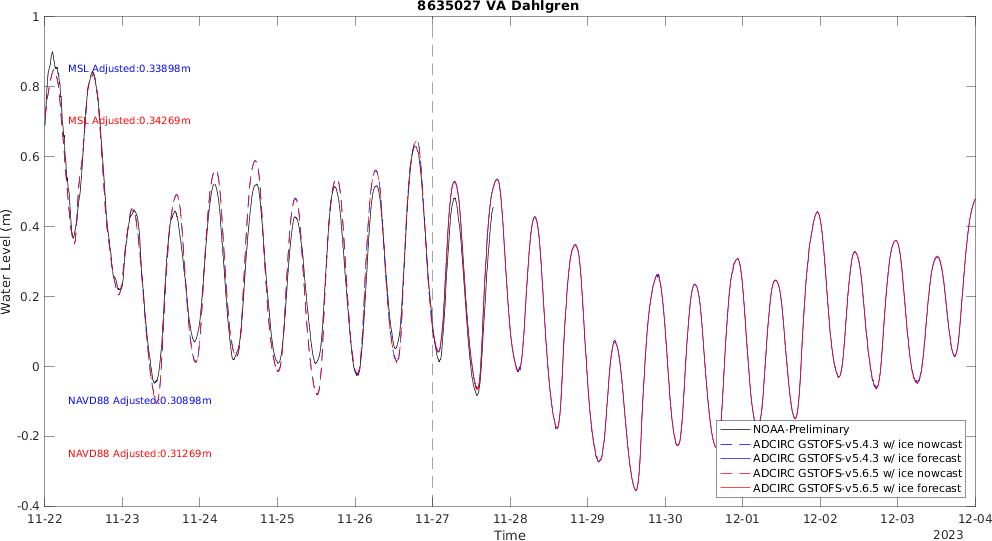 8635027 VA Dahlgren
1
0.8
0.6
0.4
0.2
0
-0.2
-0.4
Water Level (m)
MSL Adjusted:0.33898m
MSL Adjusted:0.34269m
NAVD88 Adjusted:0.30898m
NAVD88 Adjusted:0.31269m
NOAA-Preliminary
ADCIRC GSTOFS-v5.4.3 w/ ice nowcast
ADCIRC GSTOFS-v5.4.3 w/ ice forecast
ADCIRC GSTOFS-v5.6.5 w/ ice nowcast
ADCIRC GSTOFS-v5.6.5 w/ ice forecast
11-22 11-23 11-24 11-25 11-26 11-27 11-28 11-29 11-30 12-01 12-02 12-03 12-04
Time
2023